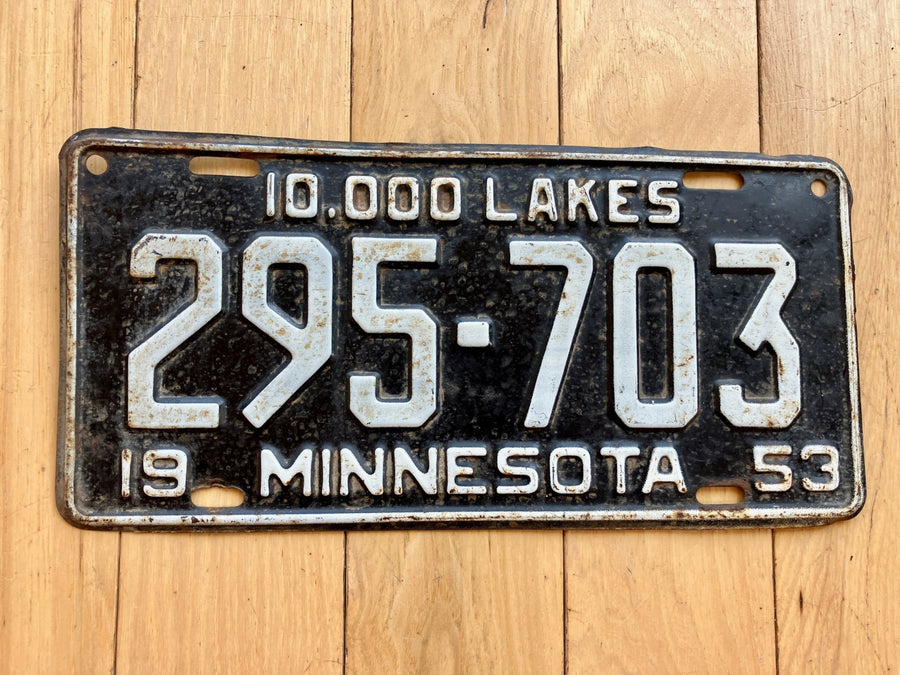 10.000 LAKES
295-703
19 MINNESOTA 53